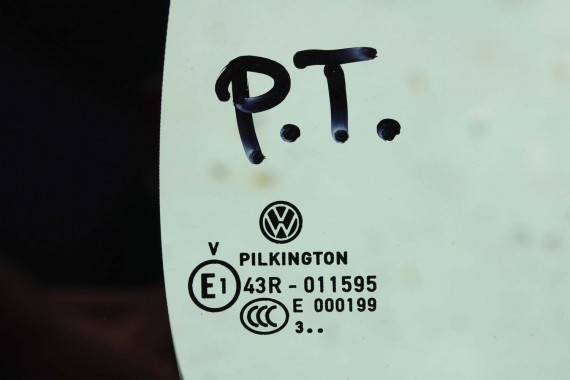 P.T.
VW
V
PILKINGTON
E1 43R - 011595
CCC E 000199
3..